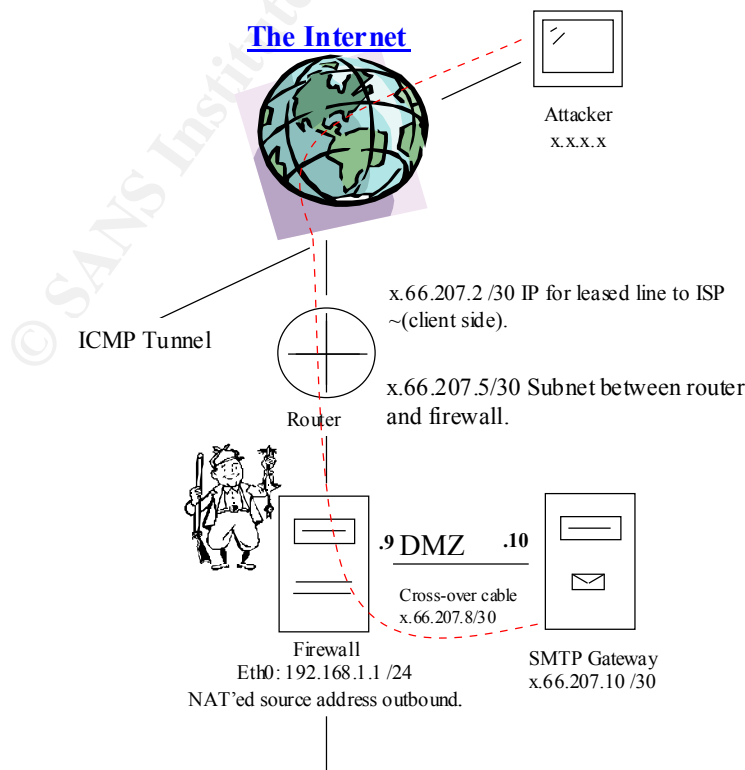 The Internet
Attacker
x.x.x.x
x.66.207.2 /30 IP for leased line to ISP
~(client side).
ICMP Tunnel
x.66.207.5/30 Subnet between router
and firewall.
Router
.9 DMZ .10
Cross-over cable
x.66.207.8/30
Firewall
Eth0: 192.168.1.1 /24
NAT'ed source address outbound.
SMTP Gateway
x.66.207.10 /30
© SANS Institute